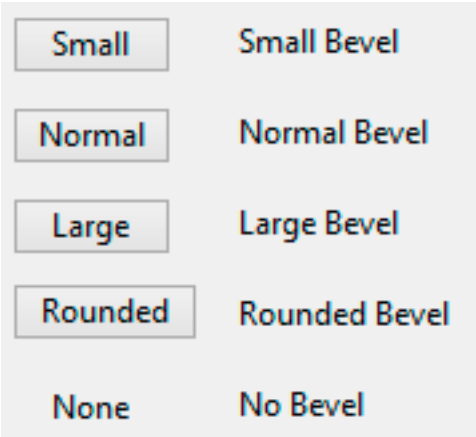 Small Small Bevel
Normal Normal Bevel
Large Large Bevel
Rounded Rounded Bevel
None No Bevel